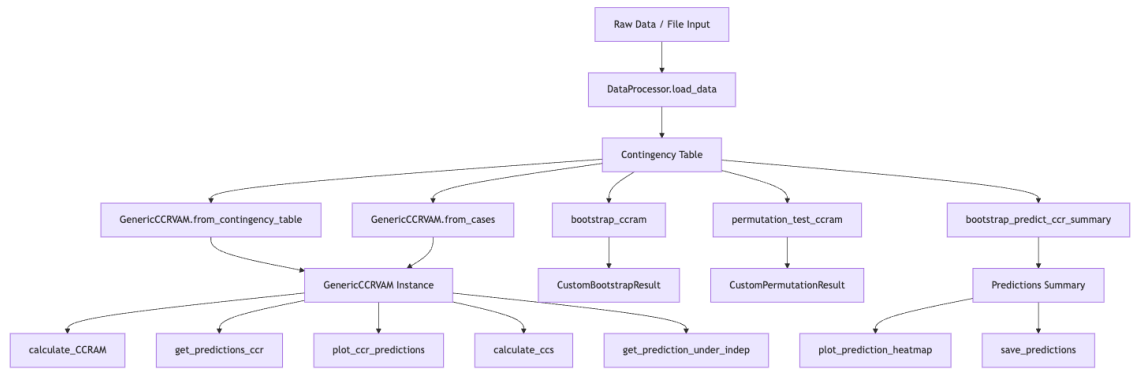 Raw Data / File Input
DataProcessor.load_data
Contingency Table
GenericCCRVAM.from_contingency_table
GenericCCRVAM.from_cases
bootstrap_ccram
permutation_test_ccram
bootstrap_predict_ccr_summary
GenericCCRVAM Instance
CustomBootstrapResult
CustomPermutationResult
Predictions Summary
calculate_CCRAM
get_predictions_ccr
plot_ccr_predictions
calculate_ccs
get_prediction_under_indep
plot_prediction_heatmap
save_predictions